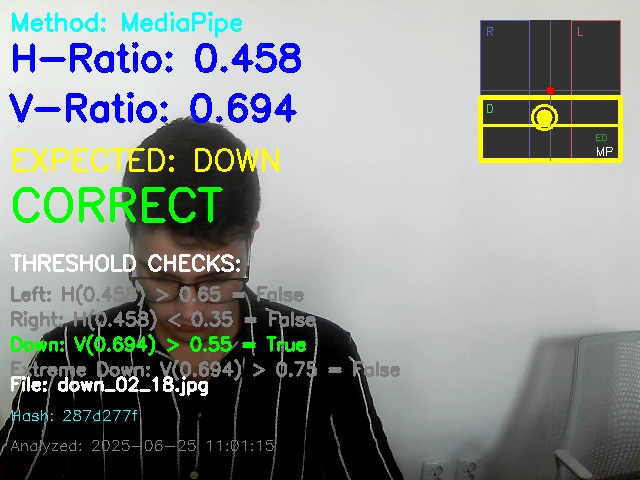 Method: MediaPipe
H-Ratio: 0.458
V-Ratio: 0.694
EXPECTED: DOWN
CORRECT
THRESHOLD CHECKS:
Left: H(0.458) > 0.65 = False
Right: H(0.458) < 0.35 = False
Down: V(0.694) > 0.55 = True
Extreme Down: V(0.694) > 0.75 = False
File: down_02_18.jpg
Hash: 287d277f
Analyzed: 2025-06-25 11:01:15
R L
D
ED
MP